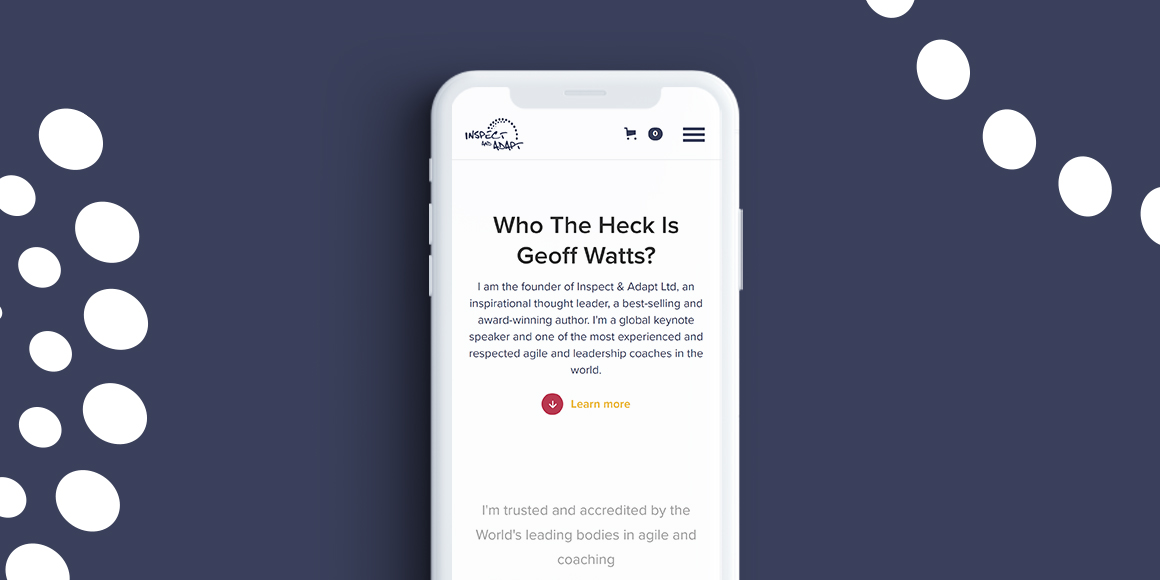 INSPECT
AND ADAPT
0
Who The Heck Is
Geoff Watts?
I am the founder of Inspect & Adapt Ltd, an
inspirational thought leader, a best-selling and
award-winning author. I'm a global keynote
speaker and one of the most experienced and
respected agile and leadership coaches in the
world.
Learn more
I'm trusted and accredited by the
World's leading bodies in agile and
coaching